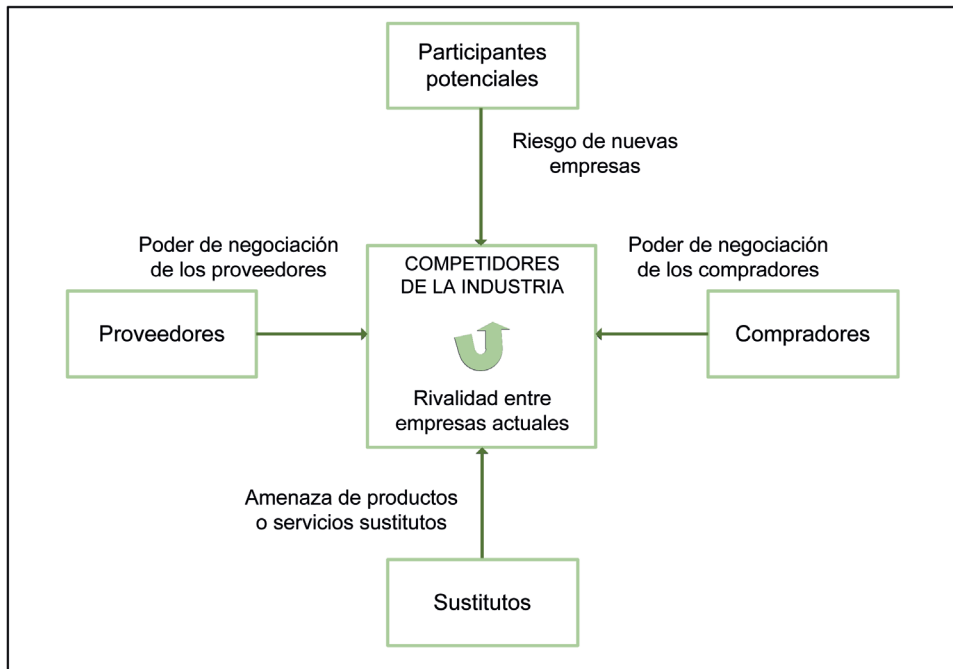 Participantes
potenciales
Riesgo de nuevas
empresas
Poder de negociación
de los proveedores
Poder de negociación
de los compradores
COMPETIDORES
DE LA INDUSTRIA
Proveedores
Compradores
Rivalidad entre
empresas actuales
Amenaza de productos
o servicios sustitutos
Sustitutos